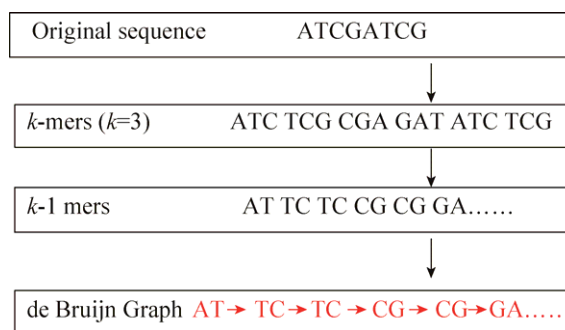 Original sequence ATCGATCG
k-mers (k=3) ATC TCG CGA GAT ATC TCG
k-1 mers AT TC TC CG CG GA……
de Bruijn Graph AT→ TC→TC → CG→ CG→GA…..